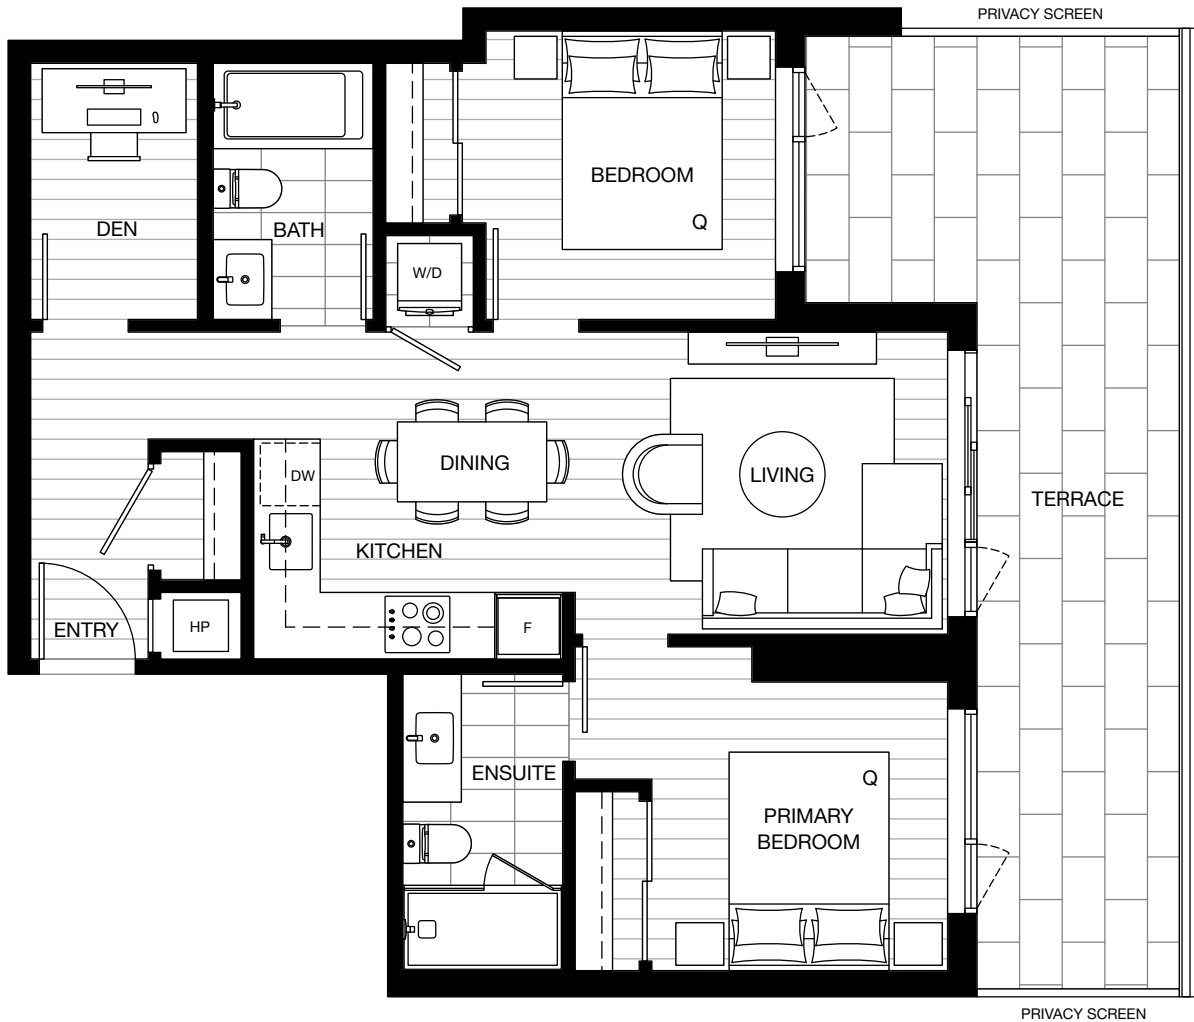 PRIVACY SCREEN
BEDROOM
Q
DEN
BATH
W/D
DINING
DW
LIVING
TERRACE
KITCHEN
ENTRY
HP
F
ENSUITE
Q
PRIMARY
BEDROOM
PRIVACY SCREEN